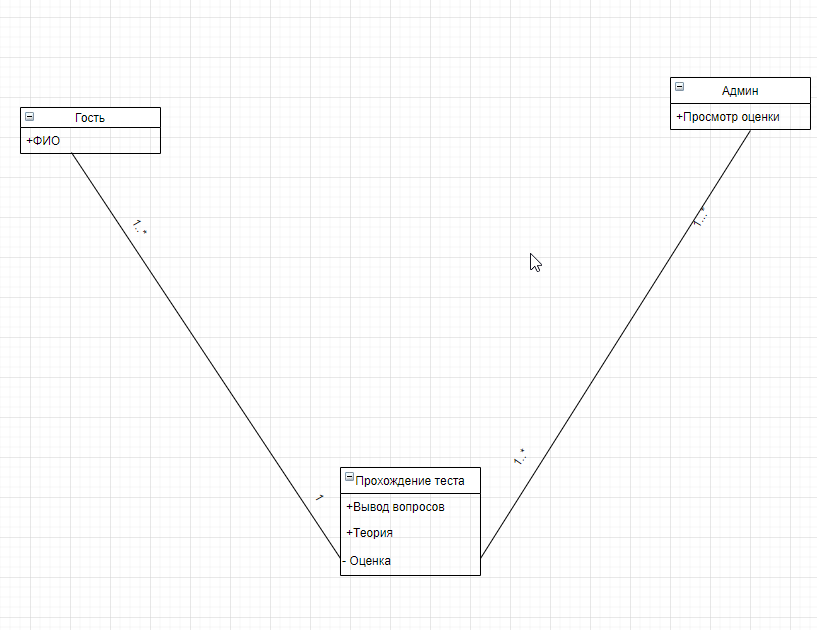 Гость
+ФИО
Админ
+Просмотр оценки
1..*
1...*
1..*
1
Прохождение теста
+Вывод вопросов
+Теория
- Оценка